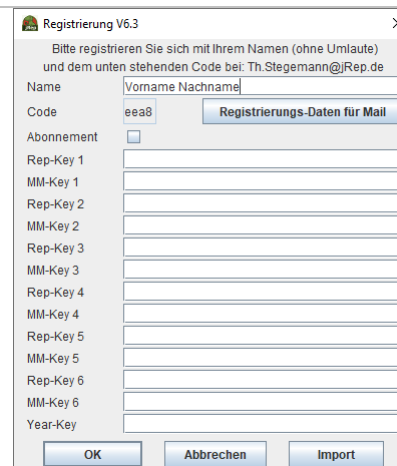 Registrierung V6.3
Bitte registrieren Sie sich mit Ihrem Namen (ohne Umlaute)
und dem unten stehenden Code bei: Th.Stegemann@jRep.de
Name Vorname Nachname
Code eea8 Registrierungs-Daten für Mail
Abonnement
Rep-Key 1
MM-Key 1
Rep-Key 2
MM-Key 2
Rep-Key 3
MM-Key 3
Rep-Key 4
MM-Key 4
Rep-Key 5
MM-Key 5
Rep-Key 6
MM-Key 6
Year-Key
OK Abbrechen Import